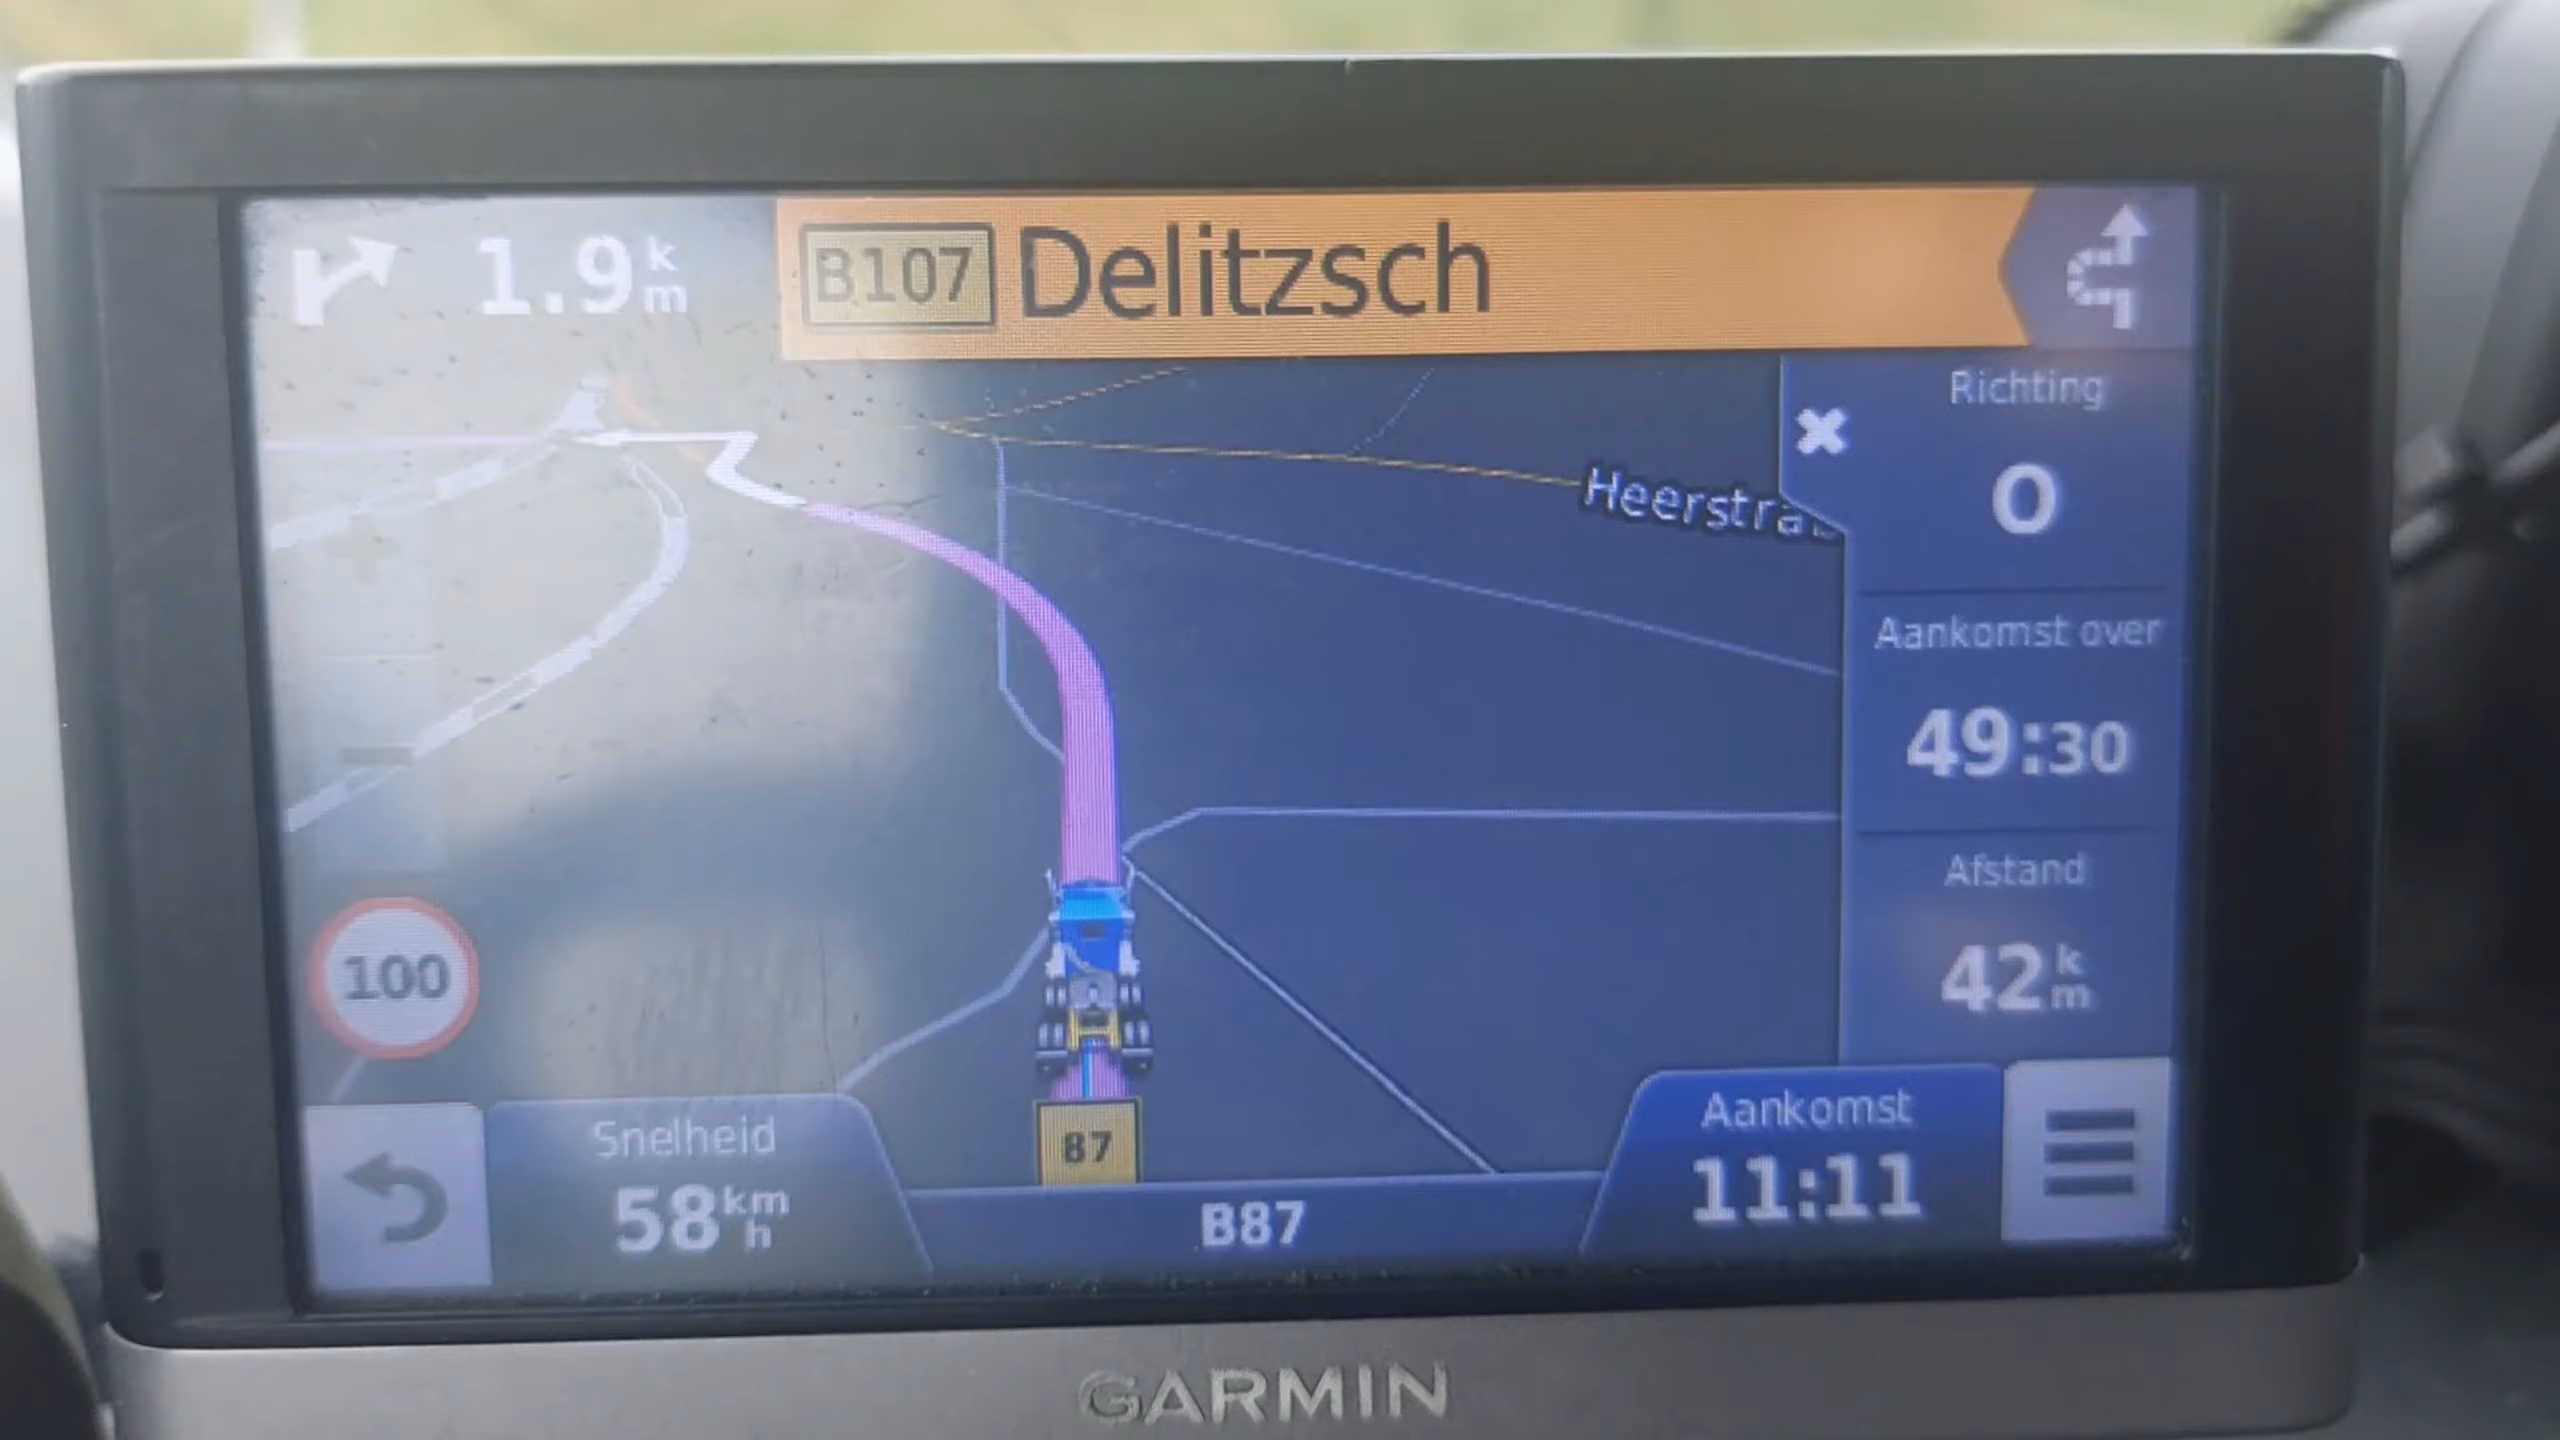 1.9 km
B107 Delitzsch
Richting
O
Heerstra
Aankomst over
49:30
Afstand
42 km
100
Snelheid
58 km h
87
B87
Aankomst
11:11
GARMIN